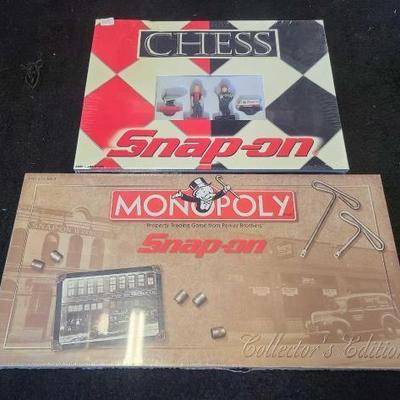 CHESS
Snap-on
MONOPOLY
Property Trading Game from Parker Brothers
Snap-on
Collector's Edition